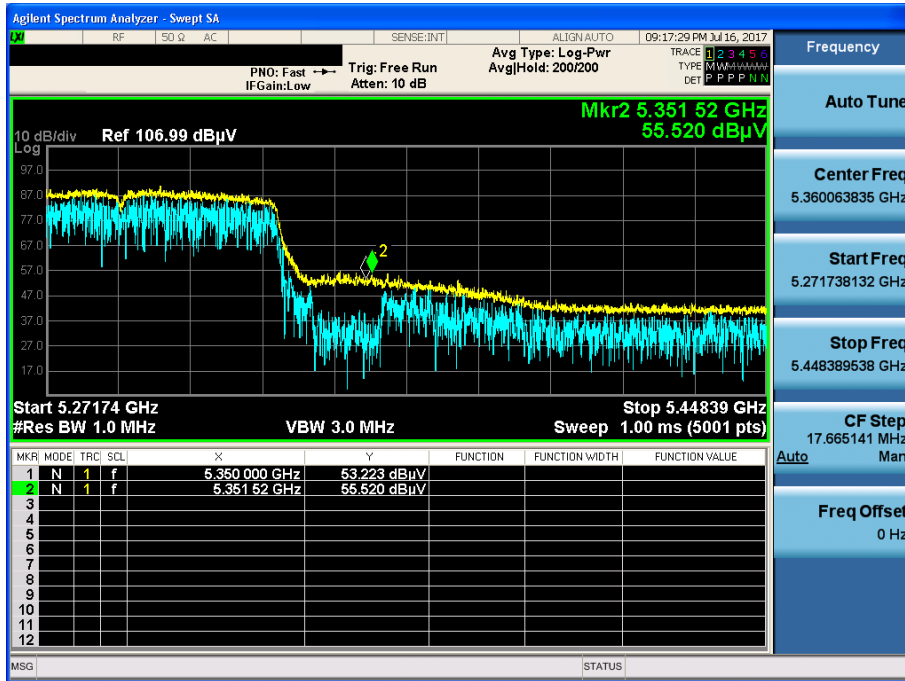 Agilent Spectrum Analyzer - Swept SA
LXI RF 50 Ω AC SENSE:INT ALIGN AUTO 09:17:29 PM Jul 16, 2017
Frequency
PNO: Fast Trig: Free Run Avg Type: Log-Pwr TRACE 1 2 3 4 5 6
IFGain:Low Atten: 10 dB Avg|Hold: 200/200 TYPE M
DET P P P P N N
Auto Tune
Mkr2 5.351 52 GHz
55.520 dBµV
10 dB/div Ref 106.99 dBµV
Log
97.0
87.0
77.0
67.0
57.0
47.0
37.0
27.0
17.0
2
Center Freq
5.360063835 GHz
Start Freq
5.271738132 GHz
Stop Freq
5.448389538 GHz
Start 5.27174 GHz Stop 5.44839 GHz
#Res BW 1.0 MHz VBW 3.0 MHz Sweep 1.00 ms (5001 pts)
CF Step
17.665141 MHz
Auto Man
MKR MODE TRC SCL X Y FUNCTION FUNCTION WIDTH FUNCTION VALUE
1 N 1 f 5.350 000 GHz 53.223 dBµV
2 N 1 f 5.351 52 GHz 55.520 dBµV
3
4
5
6
7
8
9
10
11
12
Freq Offset
0 Hz
MSG STATUS